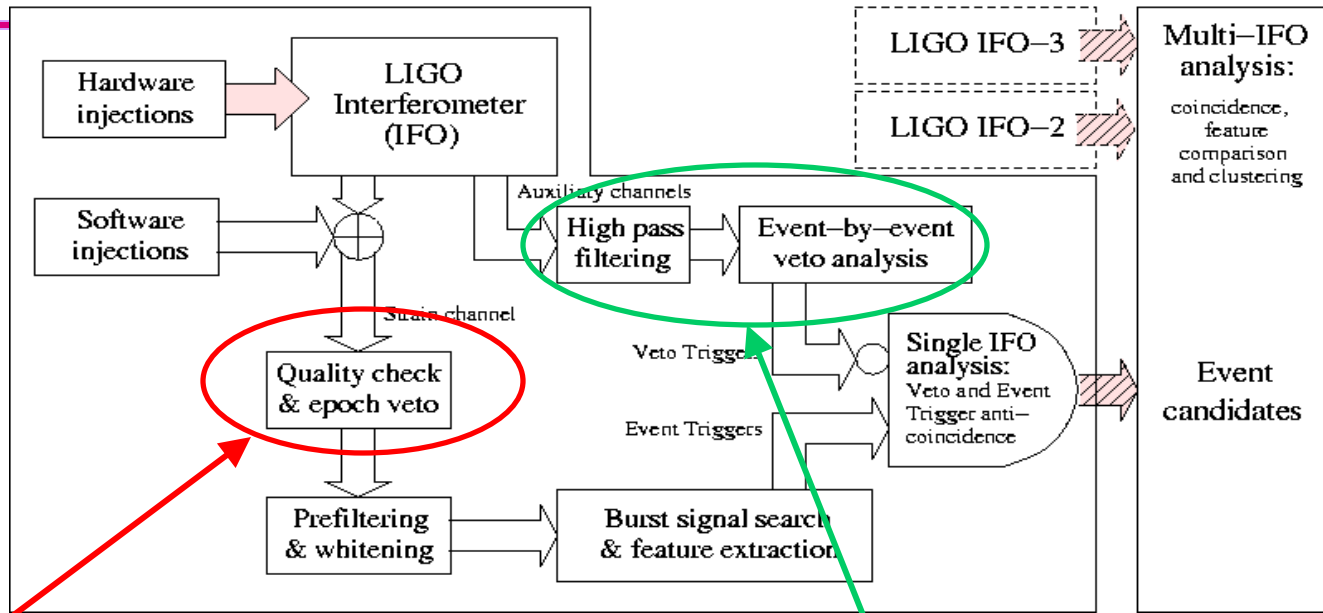 Hardware
injections
LIGO
Interferometer
(IFO)
LIGO IFO–3
LIGO IFO–2
Multi–IFO
analysis:
coincidence,
feature
comparison
and clustering
Software
injections
Auxiliary channels
High pass
filtering
Event–by–event
veto analysis
Strain channel
Quality check
& epoch veto
Veto Triggers
Single IFO
analysis:
Veto and Event
Trigger anti–
coincidence
Event Triggers
Event
candidates
Prefiltering
& whitening
Burst signal search
& feature extraction